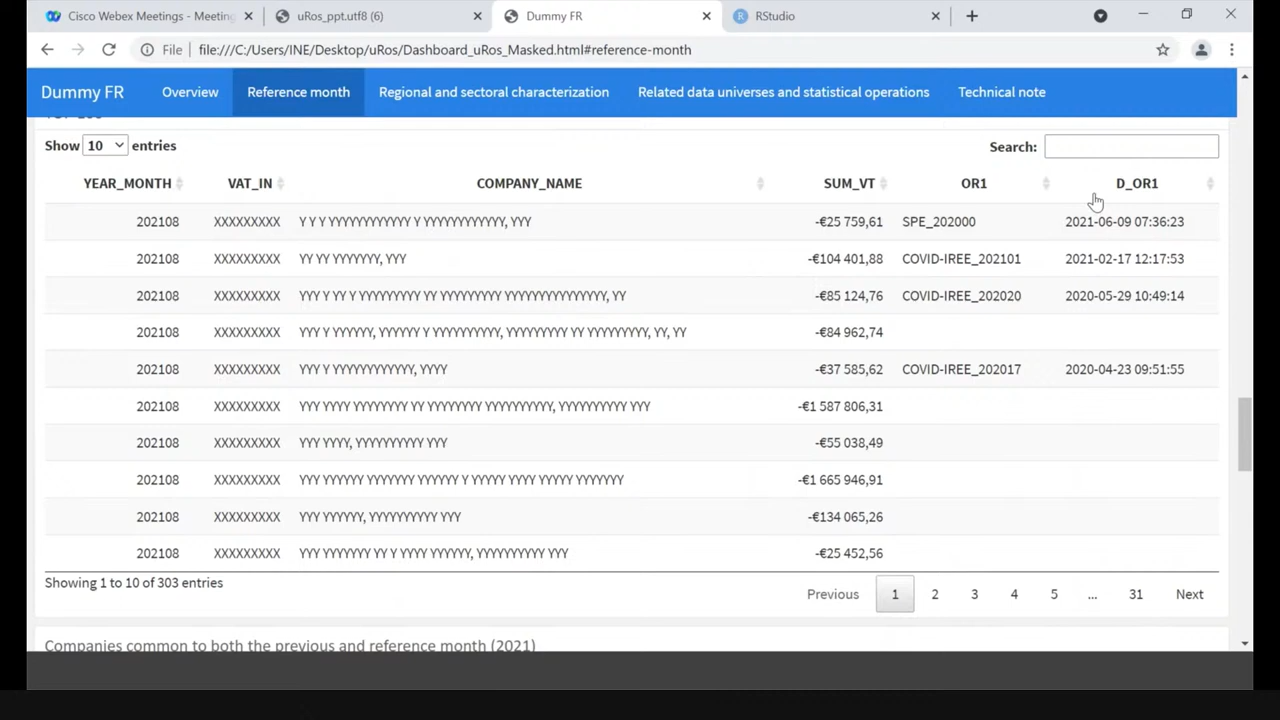 Cisco Webex Meetings - Meeting
uRos_ppt.utf8 (6)
Dummy FR
RStudio
File | file:///C:/Users/INE/Desktop/uRos/Dashboard_uRos_Masked.html#reference-month
Dummy FR Overview Reference month Regional and sectoral characterization Related data universes and statistical operations Technical note
Show 10 entries Search:
YEAR_MONTH VAT_IN COMPANY_NAME SUM_VT OR1 D_OR1
202108 XXXXXXXXX Y Y Y YYYYYYYYYYYY Y YYYYYYYYYYYY, YYY -€25 759,61 SPE_202000 2021-06-09 07:36:23
202108 XXXXXXXXX YY YY YYYYYYY, YYY -€104 401,88 COVID-IREE_202101 2021-02-17 12:17:53
202108 XXXXXXXXX YYY Y YY Y YYYYYYYYY YY YYYYYYYYY YYYYYYYYYYYYYYY, YY -€85 124,76 COVID-IREE_202020 2020-05-29 10:49:14
202108 XXXXXXXXX YYY Y YYYYYY, YYYYYY Y YYYYYYYYYY, YYYYYYYYY YY YYYYYYYYY, YY, YY -€84 962,74
202108 XXXXXXXXX YYY Y YYYYYYYYYYYY, YYYY -€37 585,62 COVID-IREE_202017 2020-04-23 09:51:55
202108 XXXXXXXXX YYY YYYY YYYYYYYY YY YYYYYYYY YYYYYYYYYY, YYYYYYYYYY YYY -€1 587 806,31
202108 XXXXXXXXX YYY YYYY, YYYYYYYYYY YYY -€55 038,49
202108 XXXXXXXXX YYY YYYYYY YYYYYYY YYYYYY Y YYYYY YYYY YYYYY YYYYYYY -€1 665 946,91
202108 XXXXXXXXX YYY YYYYYY, YYYYYYYYYY YYY -€134 065,26
202108 XXXXXXXXX YYY YYYYYYY YY Y YYYY YYYYYY, YYYYYYYYYY YYY -€25 452,56
Showing 1 to 10 of 303 entries Previous 1 2 3 4 5 ... 31 Next
Companies common to both the previous and reference month (2021)